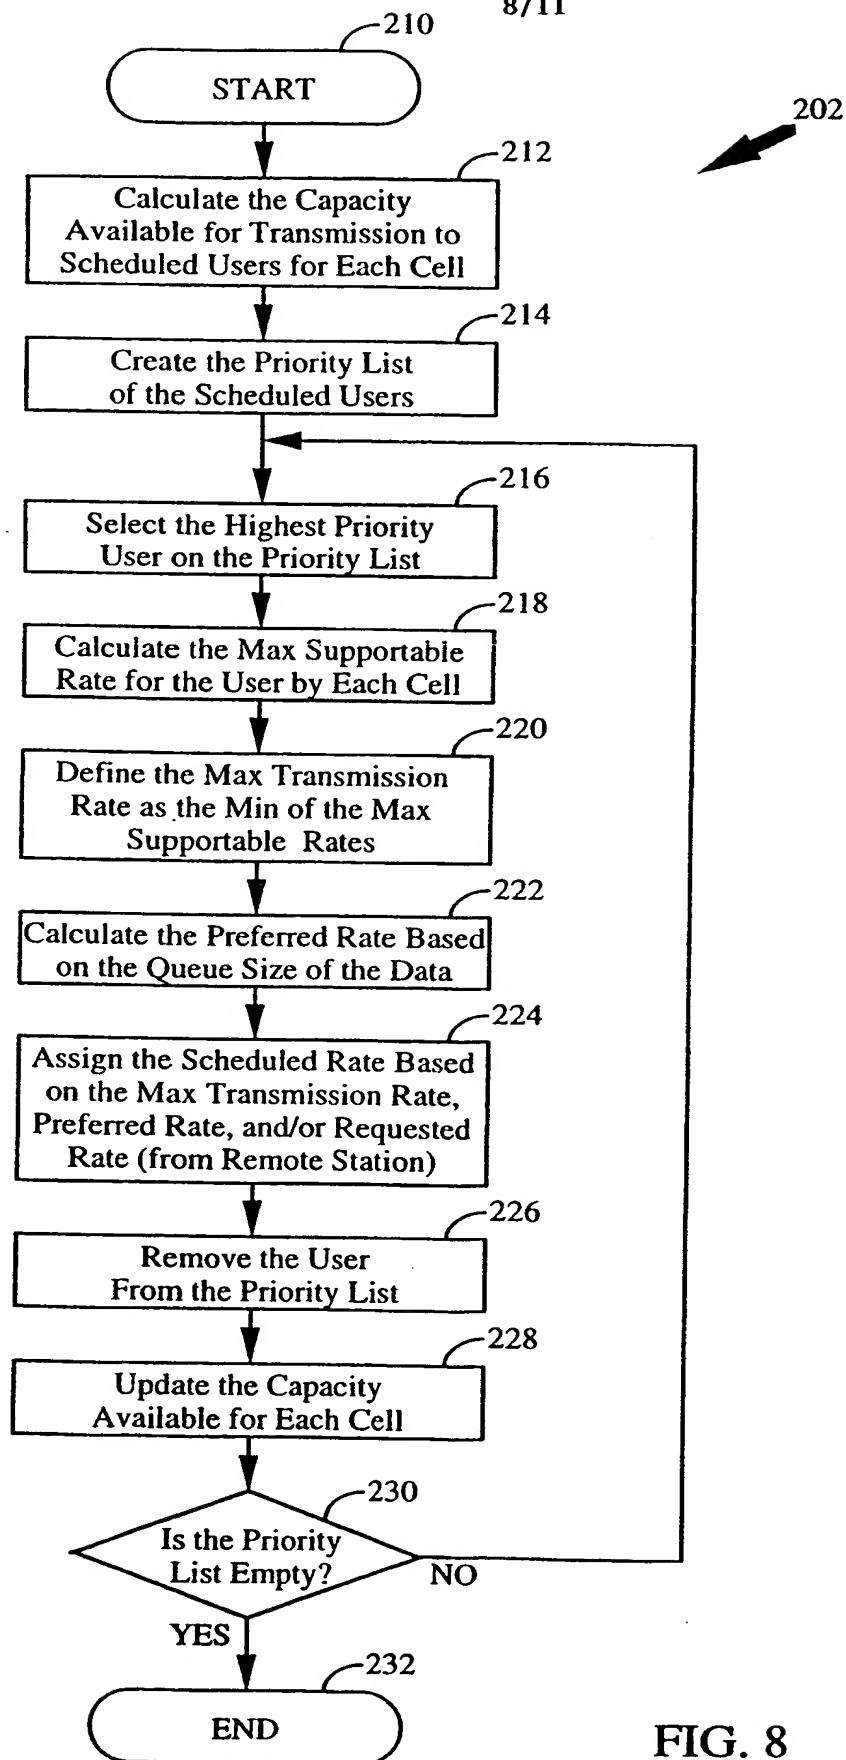 8/11
210
START
202
212
Calculate the Capacity
Available for Transmission to
Scheduled Users for Each Cell
214
Create the Priority List
of the Scheduled Users
216
Select the Highest Priority
User on the Priority List
218
Calculate the Max Supportable
Rate for the User by Each Cell
220
Define the Max Transmission
Rate as the Min of the Max
Supportable Rates
222
Calculate the Preferred Rate Based
on the Queue Size of the Data
224
Assign the Scheduled Rate Based
on the Max Transmission Rate,
Preferred Rate, and/or Requested
Rate (from Remote Station)
226
Remove the User
From the Priority List
228
Update the Capacity
Available for Each Cell
230
Is the Priority
List Empty?
NO
YES
232
END
FIG. 8